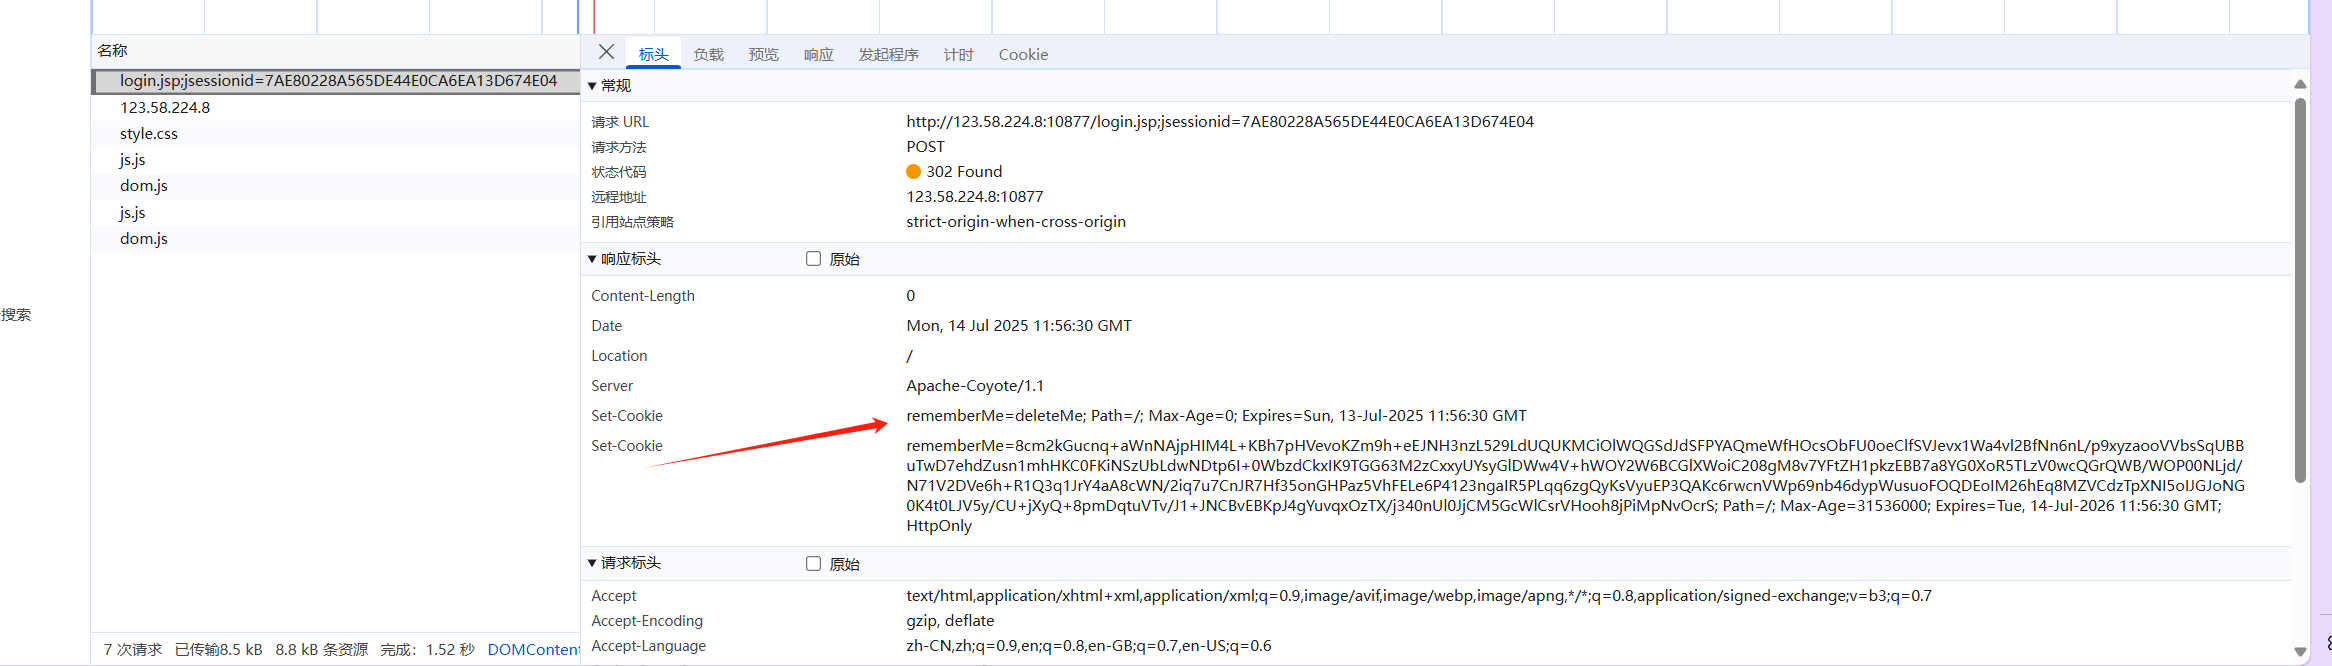 名称
login.jsp;jsessionid=7AE80228A565DE44E0CA6EA13D674E04
123.58.224.8
style.css
js.js
dom.js
js.js
dom.js
搜索
7 次请求 已传输8.5 kB 8.8 kB 条资源 完成：1.52 秒 DOMContent
标头 负载 预览 响应 发起程序 计时 Cookie
常规
请求 URL http://123.58.224.8:10877/login.jsp;jsessionid=7AE80228A565DE44E0CA6EA13D674E04
请求方法 POST
状态代码 302 Found
远程地址 123.58.224.8:10877
引用站点策略 strict-origin-when-cross-origin
响应标头 原始
Content-Length 0
Date Mon, 14 Jul 2025 11:56:30 GMT
Location /
Server Apache-Coyote/1.1
Set-Cookie rememberMe=deleteMe; Path=/; Max-Age=0; Expires=Sun, 13-Jul-2025 11:56:30 GMT
Set-Cookie rememberMe=8cm2kGucnq+aWnNAjpHIM4L+KBh7pHVevoKZm9h+eEJNH3nzL529LdUQUKMCiOlWQGSdJdSFPYAQmeWfHOcsObFU0oeClfSVJevx1Wa4vl2BfNn6nL/p9xyzaooVVbsSqUBB
uTwD7ehdZusn1mhHKC0FKiNSzUbLdwNDtp6I+0WbzdCkxIK9TGG63M2zCxxyUYsyGlDWw4V+hWOY2W6BCGlXWoiC208gM8v7YFtZH1pkzEBB7a8YG0XoR5TLzV0wcQGrQWB/WOP00NLjd/
N71V2DVe6h+R1Q3q1JrY4aA8cWN/2iq7u7CnJR7Hf35onGHPaz5VhFELe6P4123ngaIR5PLqq6zgQyKsVyuEP3QAKc6rwcnVWp69nb46dypWusuoFOQDEoIM26hEq8MZVCdzTpXNI5oIJGJoNG
0K4t0LJV5y/CU+jXyQ+8pmDqtuVTv/J1+JNCBvEBKpJ4gYuvqxOzTX/j340nUl0JjCM5GcWlCsrVHooh8jPiMpNvOcrS; Path=/; Max-Age=31536000; Expires=Tue, 14-Jul-2026 11:56:30 GMT;
HttpOnly
请求标头 原始
Accept text/html,application/xhtml+xml,application/xml;q=0.9,image/avif,image/webp,image/apng,*/*;q=0.8,application/signed-exchange;v=b3;q=0.7
Accept-Encoding gzip, deflate
Accept-Language zh-CN,zh;q=0.9,en;q=0.8,en-GB;q=0.7,en-US;q=0.6